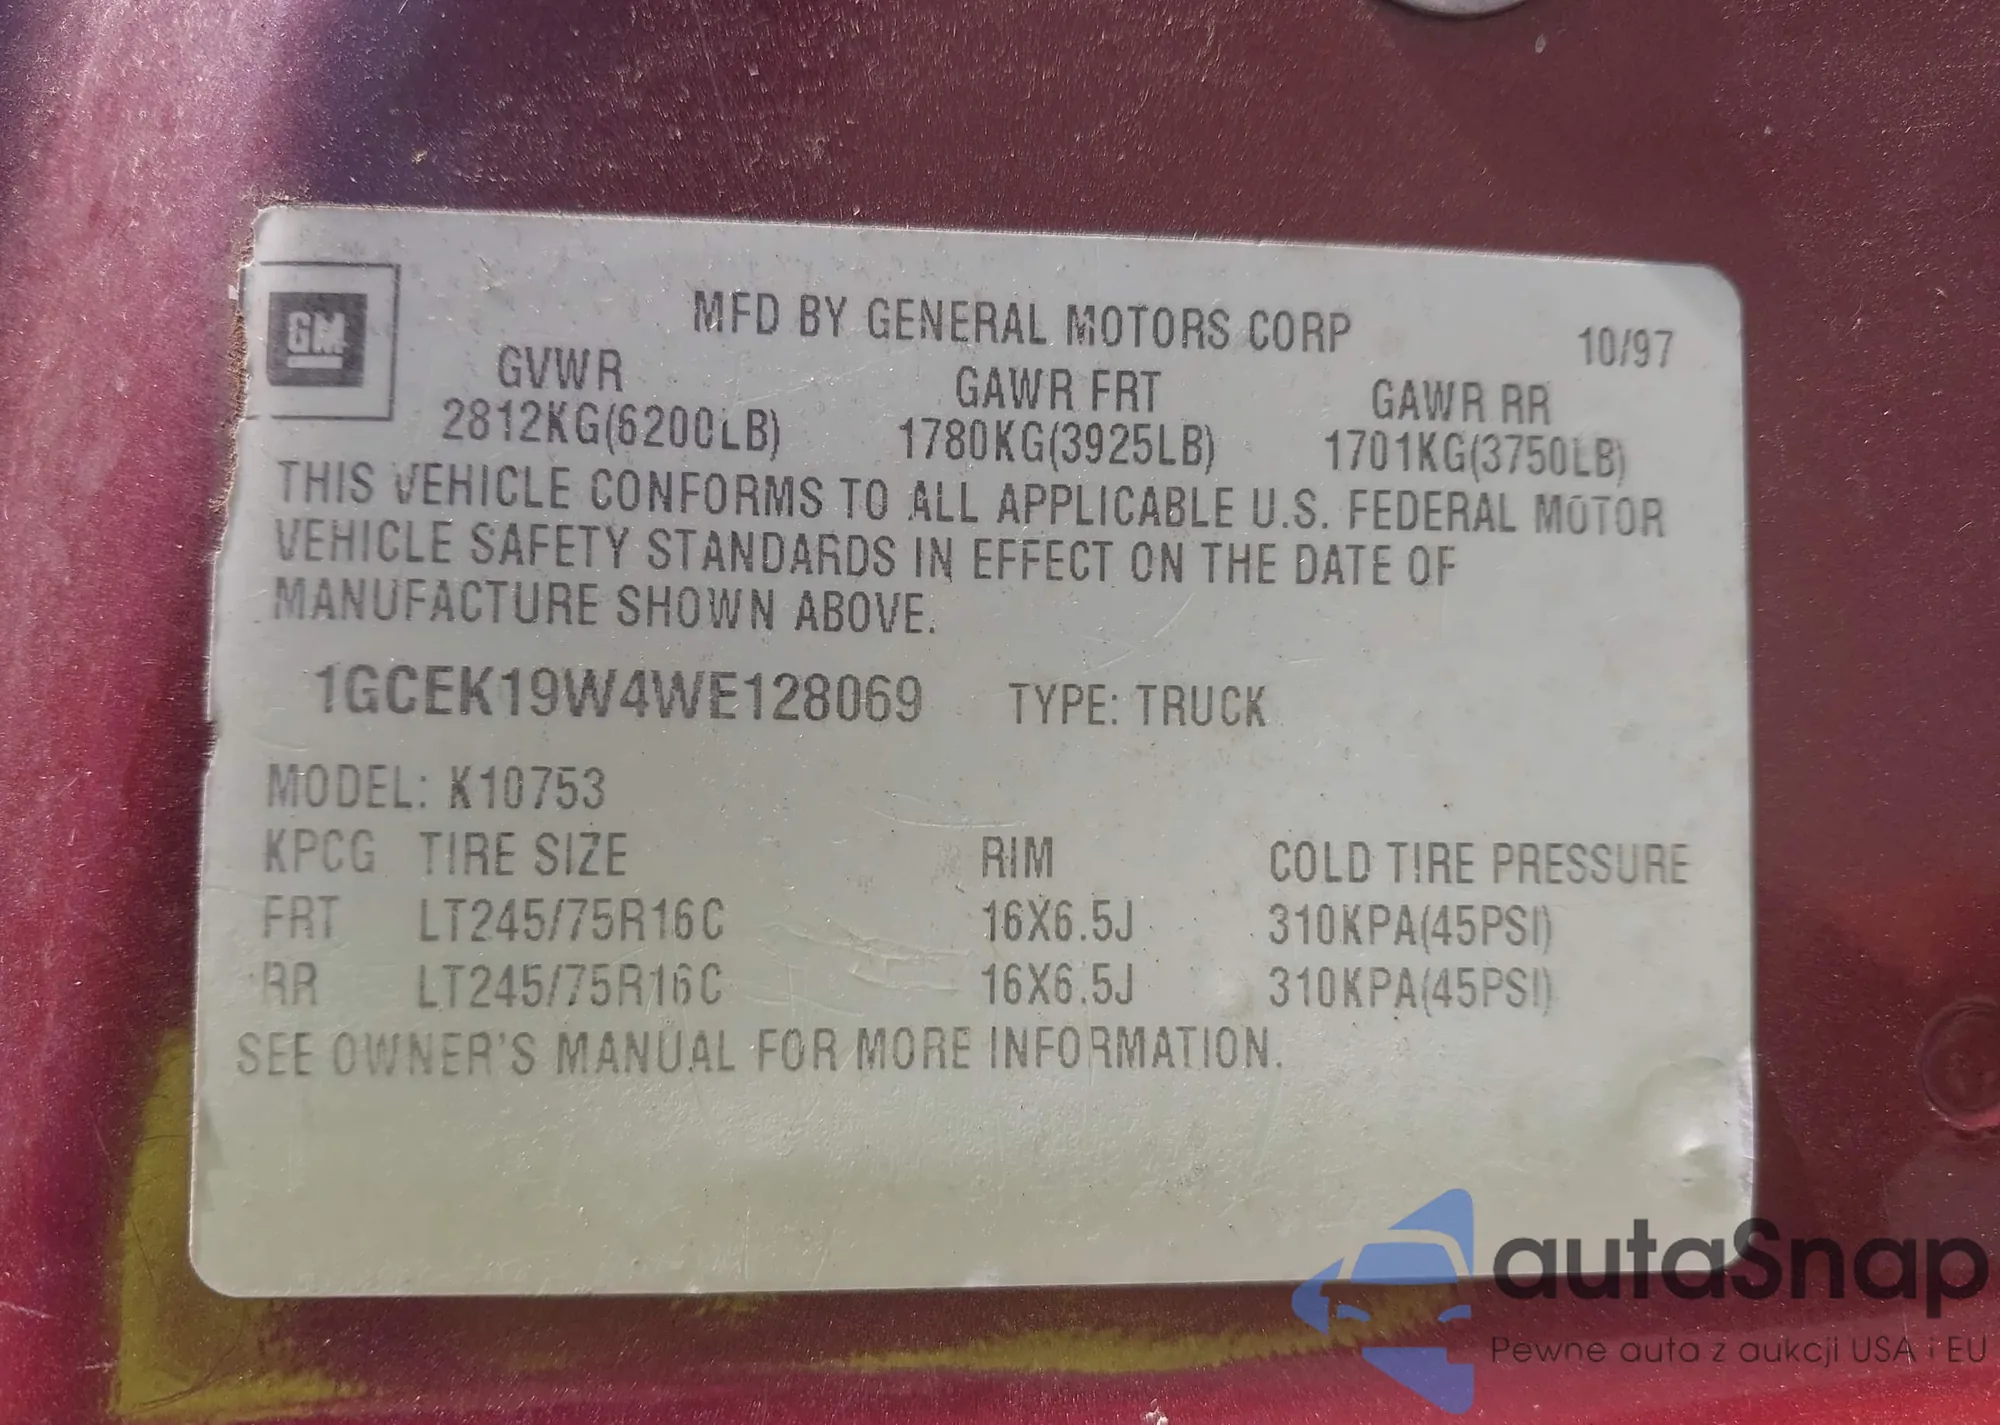 GM
MFD BY GENERAL MOTORS CORP 10/97
GVWR GAWR FRT GAWR RR
2812KG(6200LB) 1780KG(3925LB) 1701KG(3750LB)
THIS VEHICLE CONFORMS TO ALL APPLICABLE U.S. FEDERAL MOTOR
VEHICLE SAFETY STANDARDS IN EFFECT ON THE DATE OF
MANUFACTURE SHOWN ABOVE.
1GCEK19W4WE128069 TYPE: TRUCK
MODEL: K10753
KPCG TIRE SIZE RIM COLD TIRE PRESSURE
FRT LT245/75R16C 16X6.5J 310KPA(45PSI)
RR LT245/75R16C 16X6.5J 310KPA(45PSI)
SEE OWNER'S MANUAL FOR MORE INFORMATION.
autaSnap
Pewne auta z aukcji USA i EU